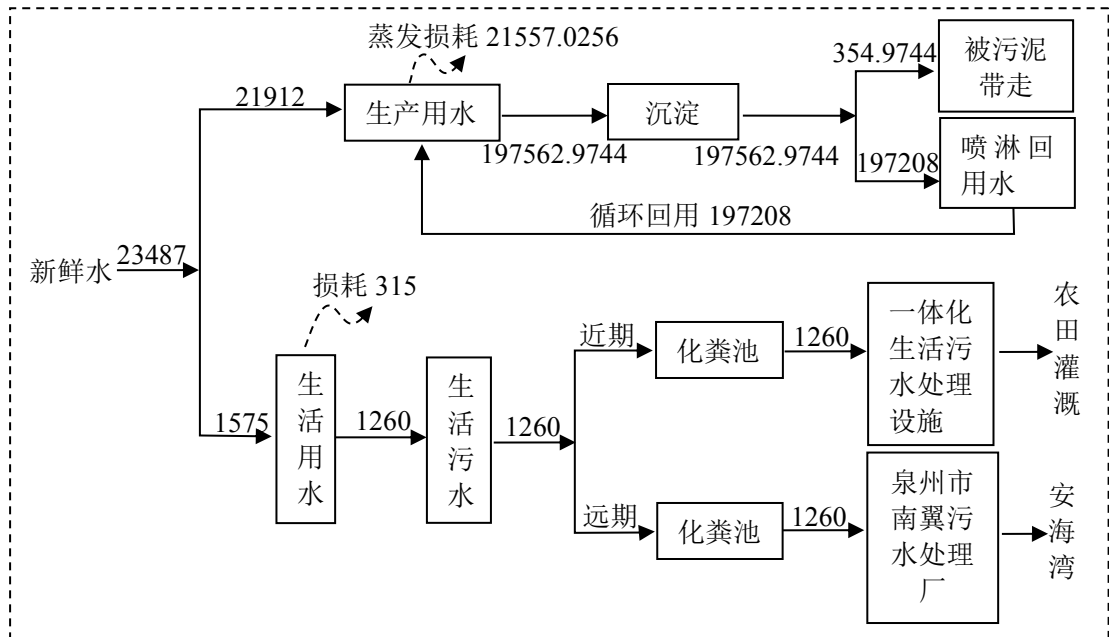 蒸发损耗 21557.0256
354.9744
被污泥
带走
21912
生产用水
沉淀
197562.9744
197562.9744
197208
喷淋回
用水
循环回用 197208
新鲜水
23487
损耗 315
近期
化粪池
1260
一体化
生活污
水处理
设施
农
田
灌
溉
1575
生
活
用
水
1260
生
活
污
水
1260
远期
化粪池
1260
泉州市
南翼污
水处理
厂
安
海
湾